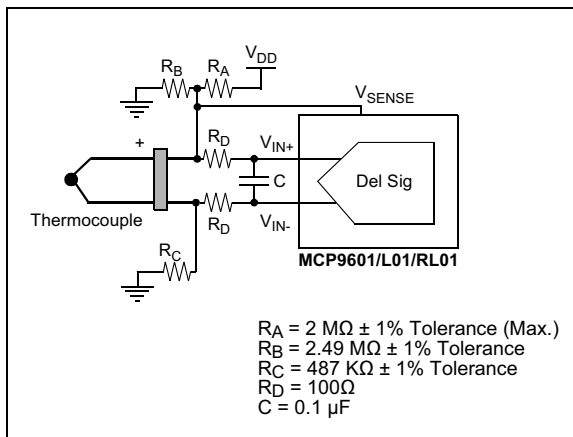 V_DD
R_B R_A
V_SENSE
+
R_D V_IN+
C Del Sig
Thermocouple
R_D V_IN-
MCP9601/L01/RL01
R_C
R_A = 2 MΩ ± 1% Tolerance (Max.)
R_B = 2.49 MΩ ± 1% Tolerance
R_C = 487 KΩ ± 1% Tolerance
R_D = 100Ω
C = 0.1 µF